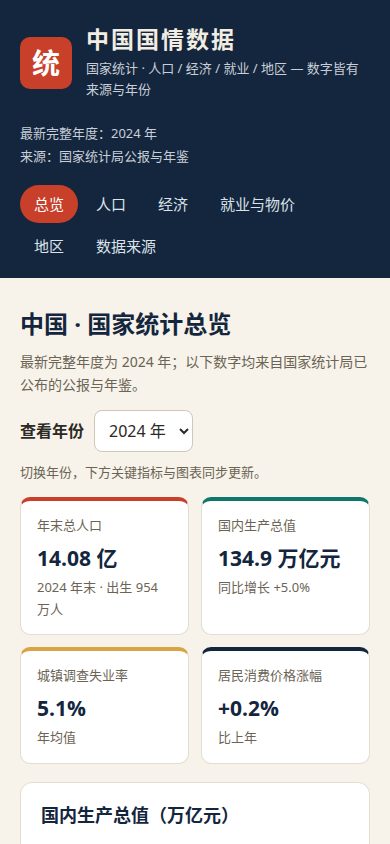 统
中国国情数据
国家统计 · 人口 / 经济 / 就业 / 地区 — 数字皆有
来源与年份
最新完整年度：2024 年
来源：国家统计局公报与年鉴
总览 人口 经济 就业与物价
地区 数据来源
中国 · 国家统计总览
最新完整年度为 2024 年；以下数字均来自国家统计局已
公布的公报与年鉴。
查看年份 2024 年
切换年份，下方关键指标与图表同步更新。
年末总人口
14.08 亿
2024 年末 · 出生 954
万人
国内生产总值
134.9 万亿元
同比增长 +5.0%
城镇调查失业率
5.1%
年均值
居民消费价格涨幅
+0.2%
比上年
国内生产总值（万亿元）